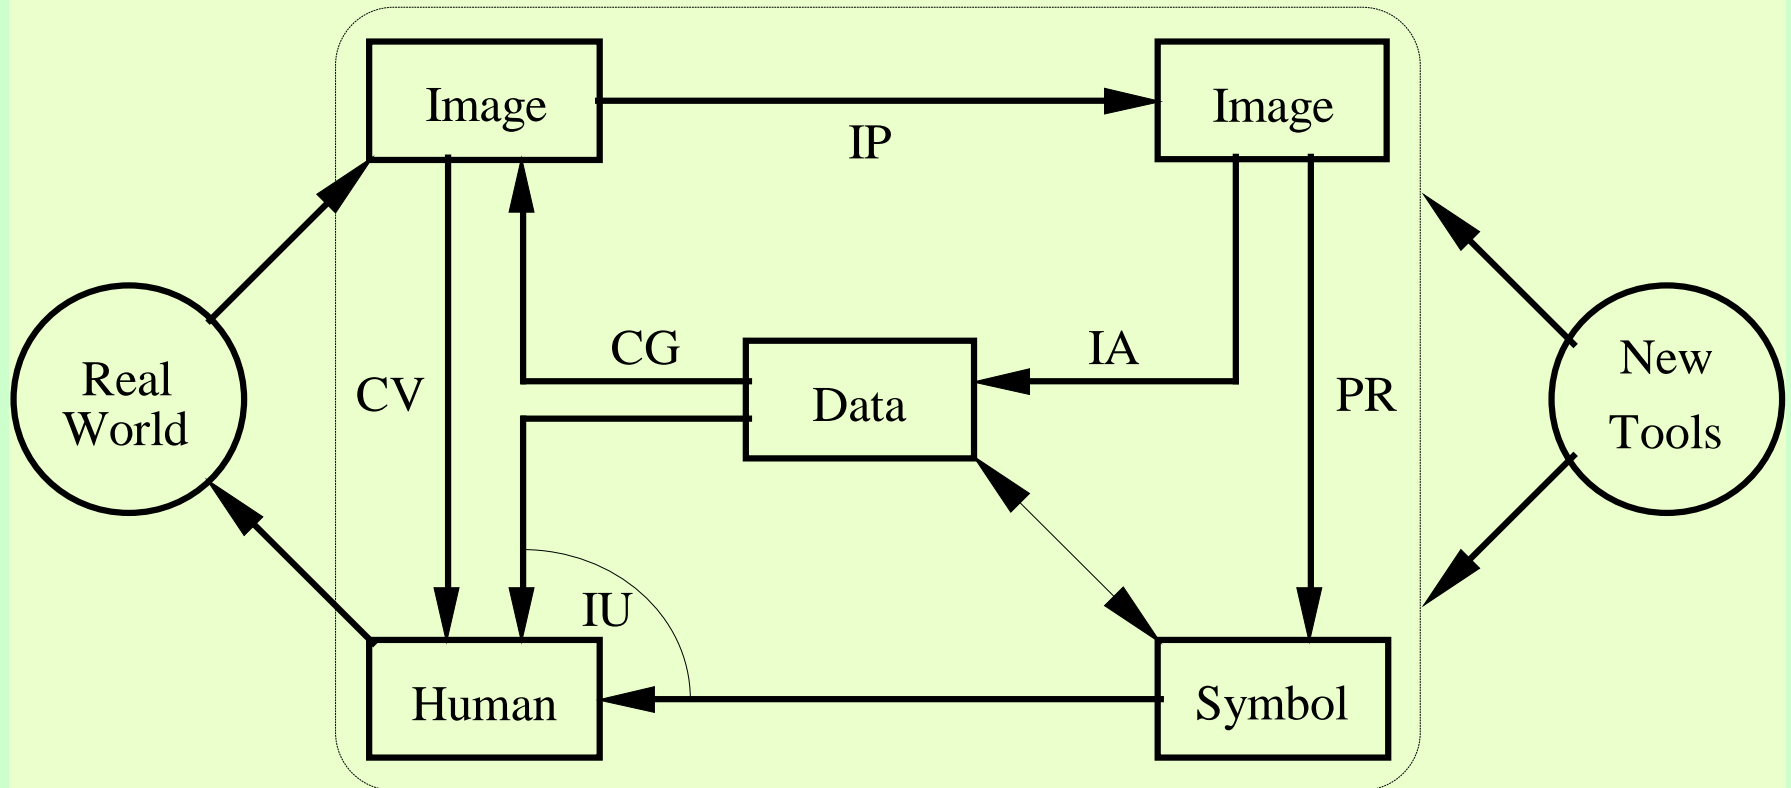 Image
Image
IP
CG
IA
Real
World
CV
Data
PR
New
Tools
IU
Human
Symbol